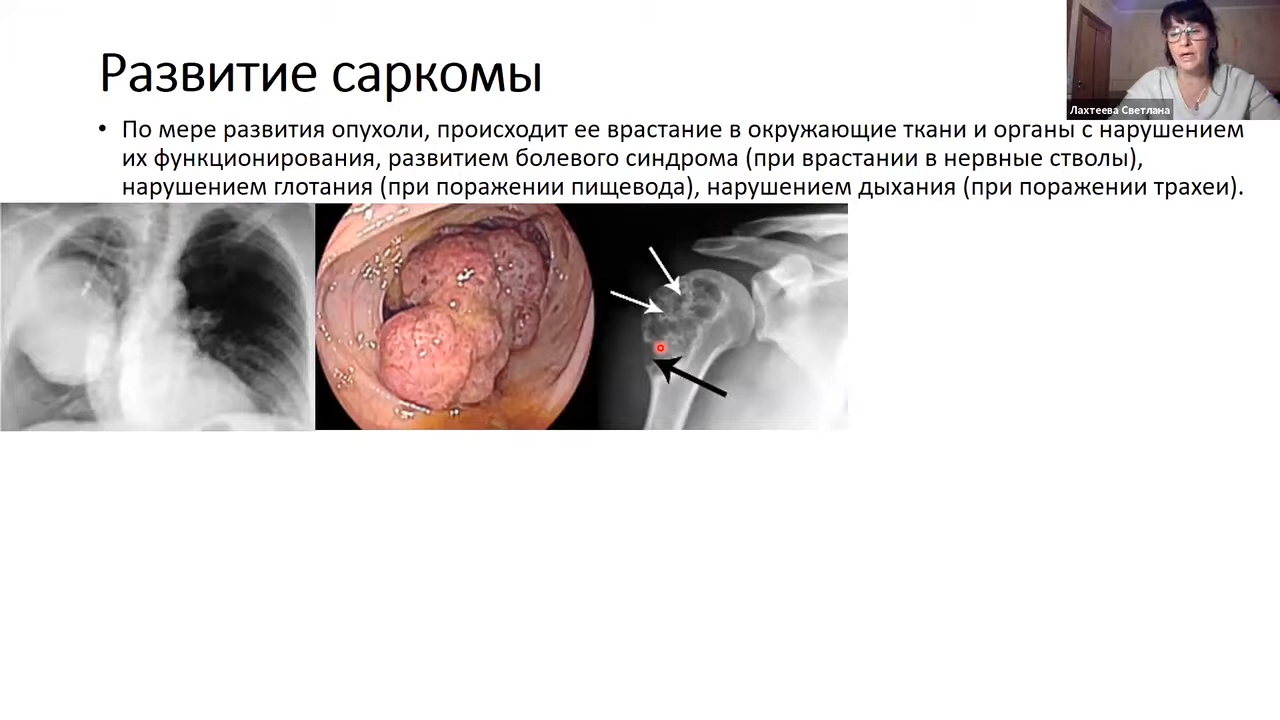 Развитие саркомы
Лахтеева Светлана
• По мере развития опухоли, происходит ее врастание в окружающие ткани и органы с нарушением
их функционирования, развитием болевого синдрома (при врастании в нервные стволы),
нарушением глотания (при поражении пищевода), нарушением дыхания (при поражении трахеи).